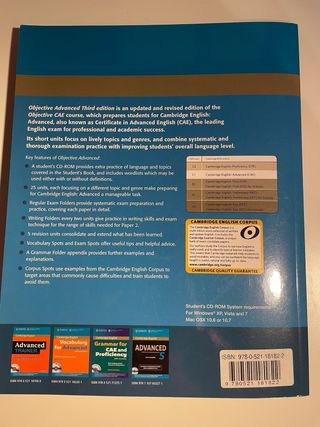 Objective Advanced Third edition is an updated and revised edition of the
Objective CAE course, which prepares students for Cambridge English:
Advanced, also known as Certificate in Advanced English (CAE), the leading
English exam for professional and academic success.
Its short units focus on lively topics and genres, and combine systematic and
thorough examination practice with improving students' overall language level.
Key features of Objective Advanced:
A student's CD-ROM provides extra practice of language and topics
covered in the Student's Book, and includes wordlists which may be
used either with or without definitions.
25 units, each focusing on a different topic and genre make preparing
for Cambridge English: Advanced a manageable task.
Regular Exam Folders provide systematic exam preparation and
practice, covering each paper in detail.
Writing Folders every two units give practice in writing skills and exam
technique for the range of skills needed for Paper 2.
5 revision units consolidate and extend what has been learned.
Vocabulary Spots and Exam Spots offer useful tips and helpful advice.
A Grammar Folder appendix provides further examples and
explanations.
Corpus Spots use examples from the Cambridge English Corpus to
target areas that commonly cause difficulties and train students to
avoid them.
CAMBRIDGE ENGLISH CORPUS
www.cambridge.org/corpus
CAMBRIDGE QUALITY GUARANTEE
Student's CD-ROM System requirements
For Windows® XP, Vista and 7
Mac OSX 10.6 or 10.7
Advanced
TRAINER
Vocabulary
for Advanced
Grammar for
CAE and
Proficiency
ADVANCED
5
ISBN 978-0-521-18182-2
9 780521 181822